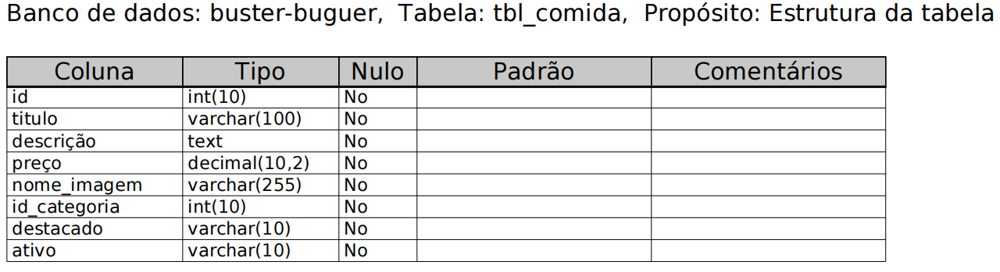 Banco de dados: buster-buguer, Tabela: tbl_comida, Propósito: Estrutura da tabela
Coluna Tipo Nulo Padrão Comentários
id int(10) No
titulo varchar(100) No
descrição text No
preço decimal(10,2) No
nome_imagem varchar(255) No
id_categoria int(10) No
destacado varchar(10) No
ativo varchar(10) No